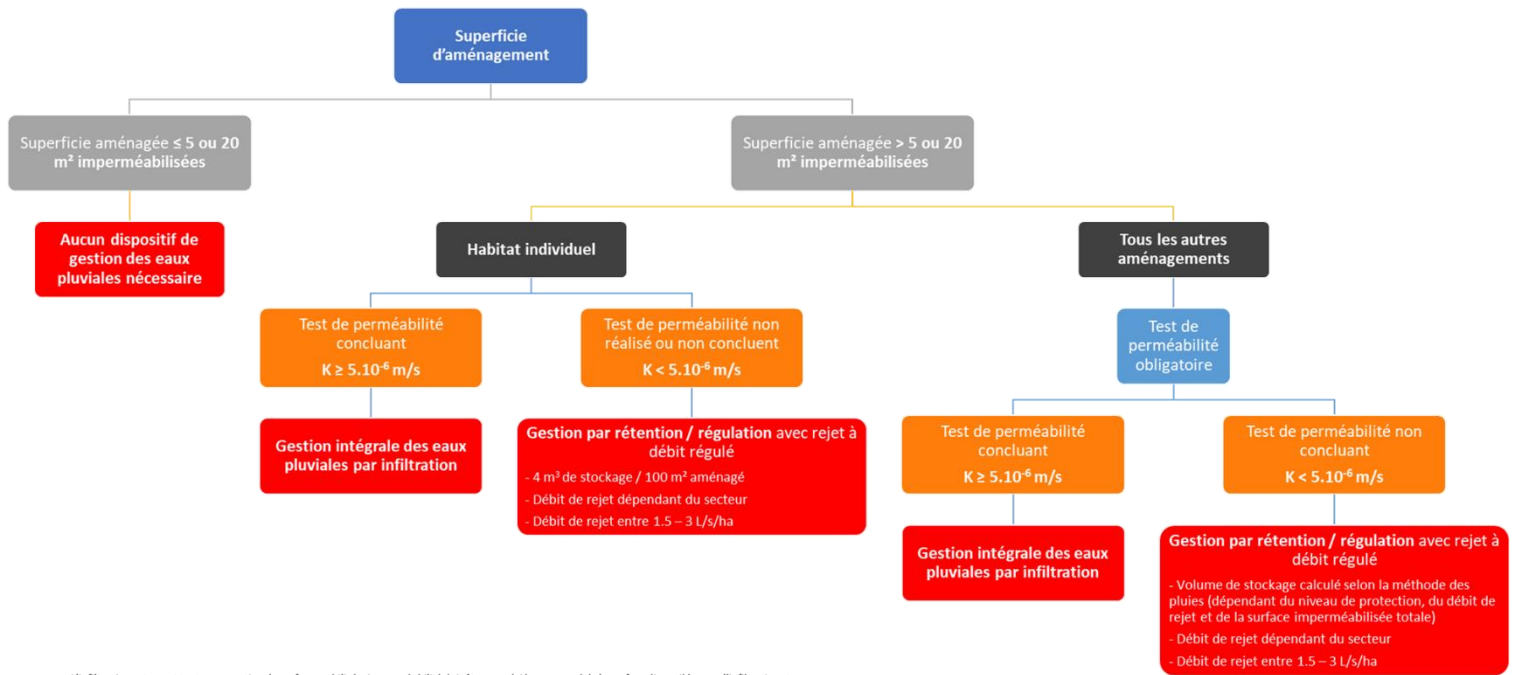 Superficie
d'aménagement
Superficie aménagée ≤ 5 ou 20
m² imperméabilisées
Superficie aménagée > 5 ou 20
m² imperméabilisées
Aucun dispositif de
gestion des eaux
pluviales nécessaire
Habitat individuel
Tous les autres
aménagements
Test de perméabilité
concluant
K ≥ 5.10⁻⁶ m/s
Test de perméabilité non
réalisé ou non concluent
K < 5.10⁻⁶ m/s
Test de
perméabilité
obligatoire
Gestion intégrale des eaux
pluviales par infiltration
Gestion par rétention / régulation avec rejet à
débit régulé
- 4 m³ de stockage / 100 m² aménagé
- Débit de rejet dépendant du secteur
- Débit de rejet entre 1.5 – 3 L/s/ha
Test de perméabilité
concluant
K ≥ 5.10⁻⁶ m/s
Test de perméabilité non
concluant
K < 5.10⁻⁶ m/s
Gestion intégrale des eaux
pluviales par infiltration
Gestion par rétention / régulation avec rejet à
débit régulé
- Volume de stockage calculé selon la méthode des
pluies (dépendant du niveau de protection, du débit de
rejet et de la surface imperméabilisée totale)
- Débit de rejet dépendant du secteur
- Débit de rejet entre 1.5 – 3 L/s/ha